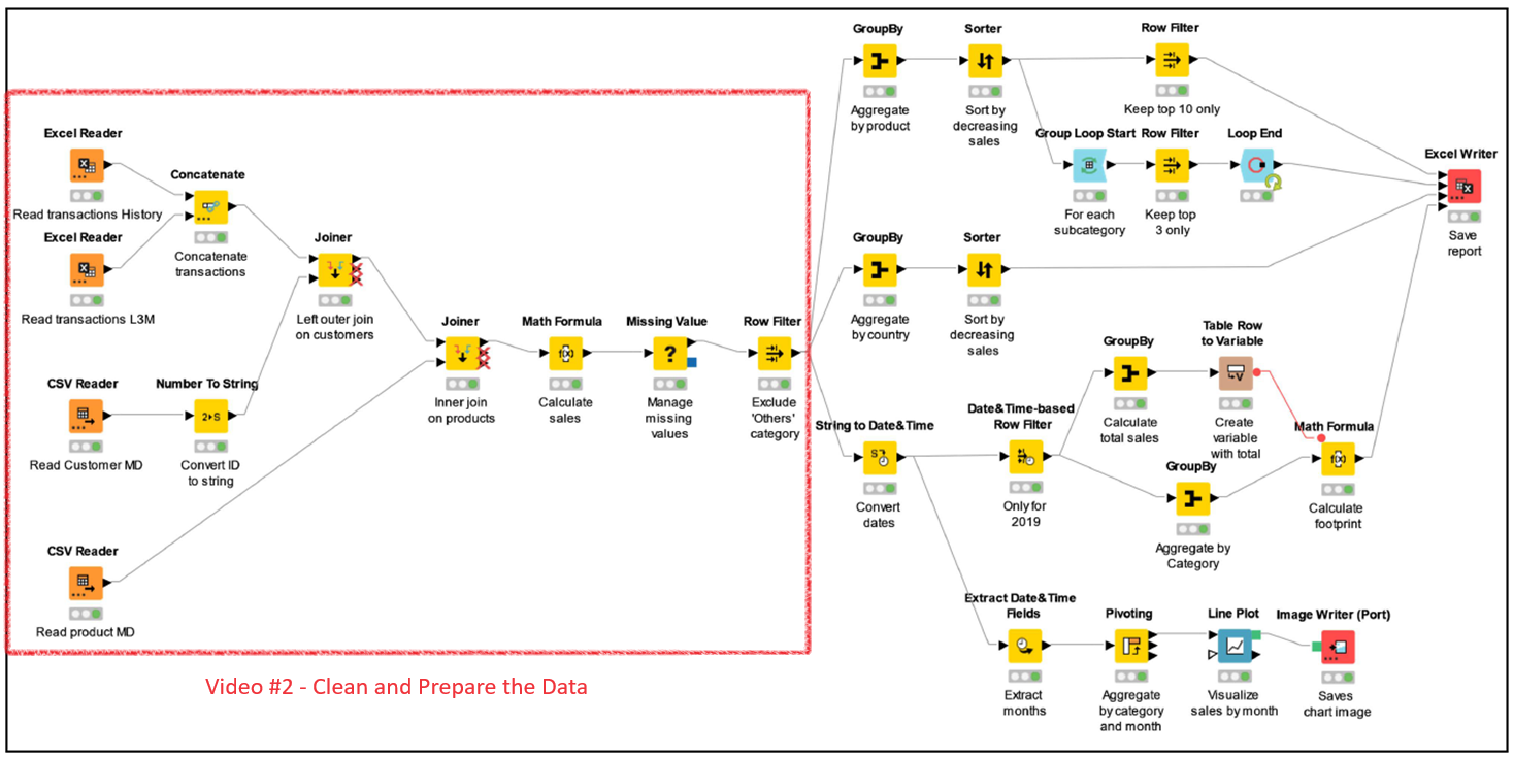 Excel Reader
Read transactions History
Excel Reader
Read transactions L3M
Concatenate
Concatenate
transactions
CSV Reader
Read Customer MD
Number To String
Convert ID
to string
Joiner
Left outer join
on customers
CSV Reader
Read product MD
Joiner
Inner join
on products
Math Formula
f(x)
Calculate
sales
Missing Value
?
Manage
missing
values
Row Filter
Exclude
'Others'
category
Video #2 - Clean and Prepare the Data
GroupBy
Aggregate
by product
Sorter
Sort by
decreasing
sales
Row Filter
Keep top 10 only
Group Loop Start
For each
subcategory
Row Filter
Keep top
3 only
Loop End
Excel Writer
Save
report
GroupBy
Aggregate
by country
Sorter
Sort by
decreasing
sales
String to Date&Time
Convert
dates
Date&Time-based
Row Filter
Only for
2019
GroupBy
Calculate
total sales
Table Row
to Variable
Create
variable
with total
GroupBy
Aggregate by
Category
Math Formula
f(x)
Calculate
footprint
Extract Date&Time
Fields
Extract
months
Pivoting
Aggregate
by category
and month
Line Plot
Visualize
sales by month
Image Writer (Port)
Saves
chart image